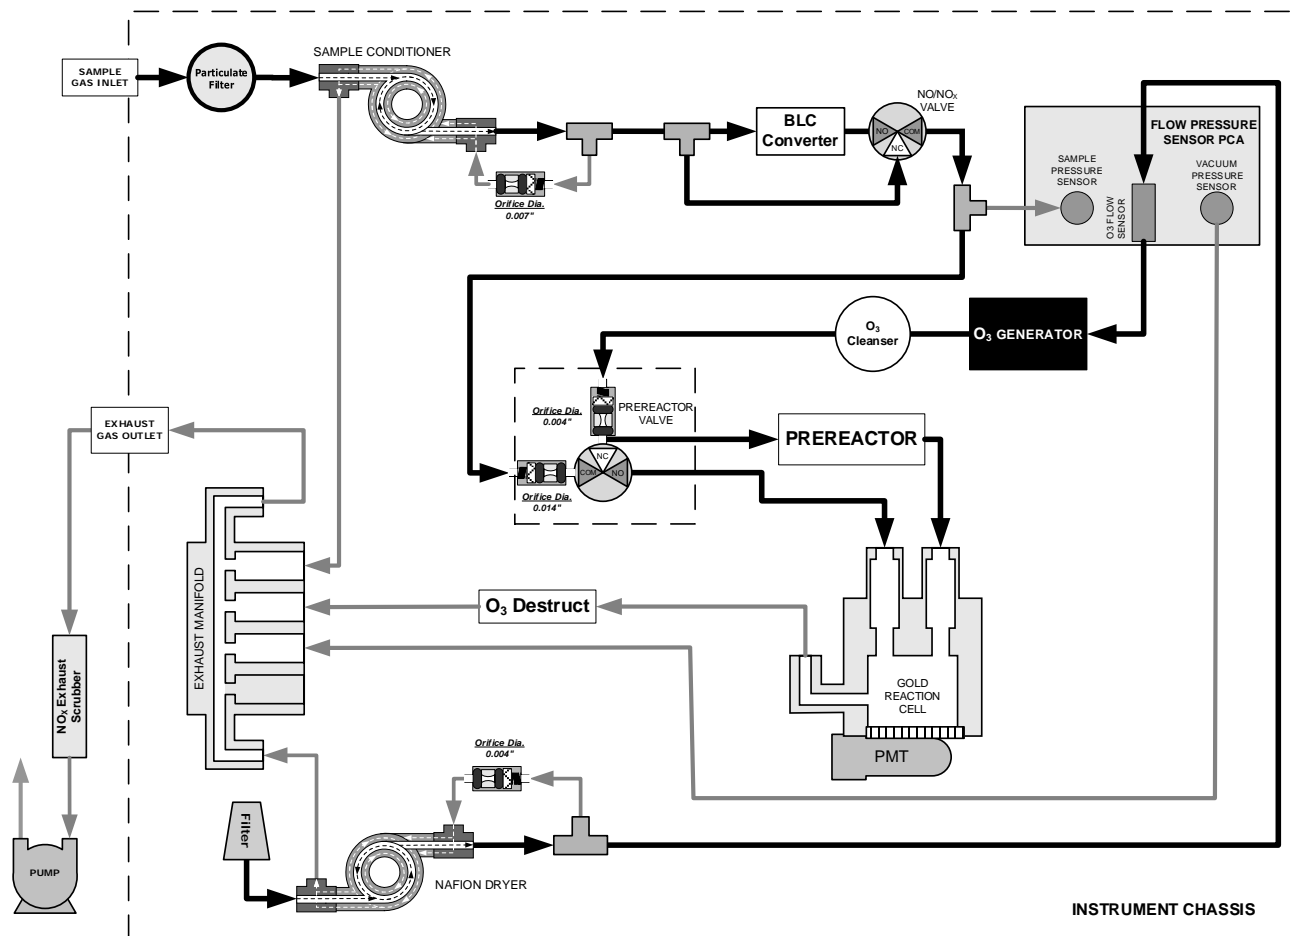 SAMPLE CONDITIONER
SAMPLE
GAS INLET
Particulate
Filter
NO/NOX
VALVE
BLC
Converter
NO
COM
NC
FLOW PRESSURE
SENSOR PCA
SAMPLE
PRESSURE
SENSOR
VACUUM
PRESSURE
SENSOR
O3 FLOW
SENSOR
Orifice Dia.
0.007"
O3
Cleanser
O3 GENERATOR
Orifice Dia.
0.004"
PREREACTOR
VALVE
PREREACTOR
NC
COM
NO
Orifice Dia.
0.014"
EXHAUST
GAS OUTLET
EXHAUST MANIFOLD
O3 Destruct
NOX Exhaust
Scrubber
GOLD
REACTION
CELL
PMT
Orifice Dia.
0.004"
Filter
PUMP
NAFION DRYER
INSTRUMENT CHASSIS